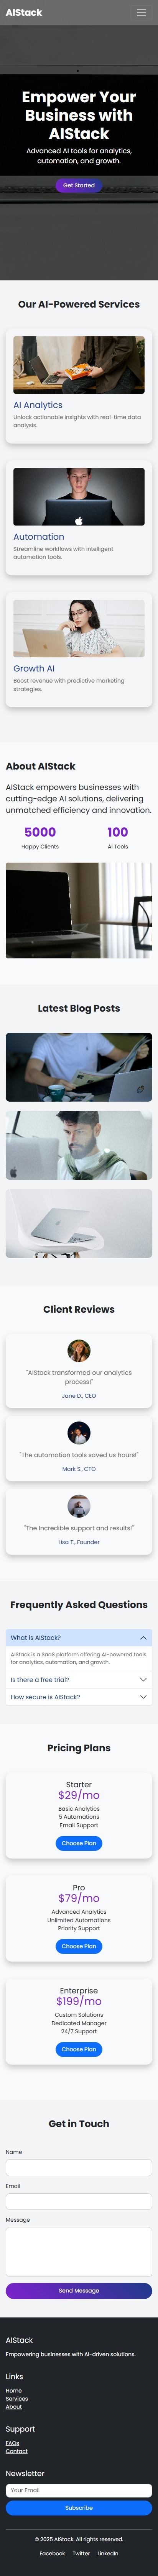 AIStack
Empower Your
Business with
AIStack
Advanced AI tools for analytics,
automation, and growth.
Get Started
Our AI-Powered Services
AI Analytics
Unlock actionable insights with real-time data
analysis.
Automation
Streamline workflows with intelligent
automation tools.
Growth AI
Boost revenue with predictive marketing
strategies.
About AIStack
AIStack empowers businesses with
cutting-edge AI solutions, delivering
unmatched efficiency and innovation.
5000 100
Happy Clients AI Tools
Latest Blog Posts
Client Reviews
"AIStack transformed our analytics
process!"
Jane D., CEO
"The automation tools saved us hours!"
Mark S., CTO
"The Incredible support and results!"
Lisa T., Founder
Frequently Asked Questions
What is AIStack?
AIStack is a SaaS platform offering AI-powered tools
for analytics, automation, and growth.
Is there a free trial?
How secure is AIStack?
Pricing Plans
Starter
$29/mo
Basic Analytics
5 Automations
Email Support
Choose Plan
Pro
$79/mo
Advanced Analytics
Unlimited Automations
Priority Support
Choose Plan
Enterprise
$199/mo
Custom Solutions
Dedicated Manager
24/7 Support
Choose Plan
Get in Touch
Name
Email
Message
Send Message
AIStack
Empowering businesses with AI-driven solutions.
Links
Home
Services
About
Support
FAQs
Contact
Newsletter
Your Email
Subscribe
© 2025 AIStack. All rights reserved.
Facebook Twitter LinkedIn